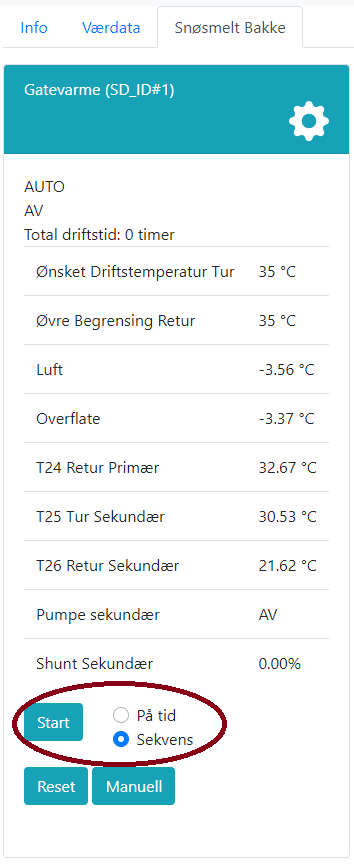 Info Værdata Snøsmelt Bakke
Gatevarme (SD_ID#1)
AUTO
AV
Total driftstid: 0 timer
Ønsket Driftstemperatur Tur 35 °C
Øvre Begrensing Retur 35 °C
Luft -3.56 °C
Overflate -3.37 °C
T24 Retur Primær 32.67 °C
T25 Tur Sekundær 30.53 °C
T26 Retur Sekundær 21.62 °C
Pumpe sekundær AV
Shunt Sekundær 0.00%
Start På tid
Sekvens
Reset Manuell